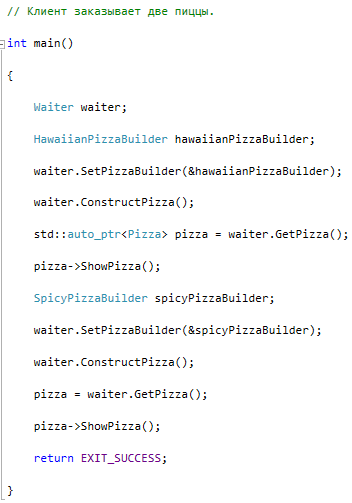 // Клиент заказывает две пиццы.
int main()
{
Waiter waiter;
HawaiianPizzaBuilder hawaiianPizzaBuilder;
waiter.SetPizzaBuilder(&hawaiianPizzaBuilder);
waiter.ConstructPizza();
std::auto_ptr<Pizza> pizza = waiter.GetPizza();
pizza->ShowPizza();
SpicyPizzaBuilder spicyPizzaBuilder;
waiter.SetPizzaBuilder(&spicyPizzaBuilder);
waiter.ConstructPizza();
pizza = waiter.GetPizza();
pizza->ShowPizza();
return EXIT_SUCCESS;
}